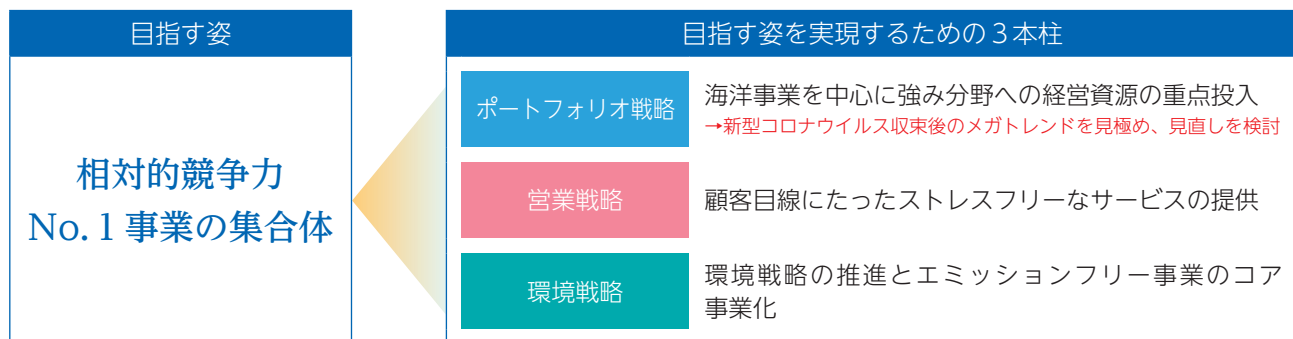 目指す姿
相対的競争力
No.1事業の集合体
目指す姿を実現するための3本柱
ポートフォリオ戦略
海洋事業を中心に強み分野への経営資源の重点投入
→新型コロナウイルス収束後のメガトレンドを見極め、見直しを検討
営業戦略
顧客目線にたったストレスフリーなサービスの提供
環境戦略
環境戦略の推進とエミッションフリー事業のコア
事業化